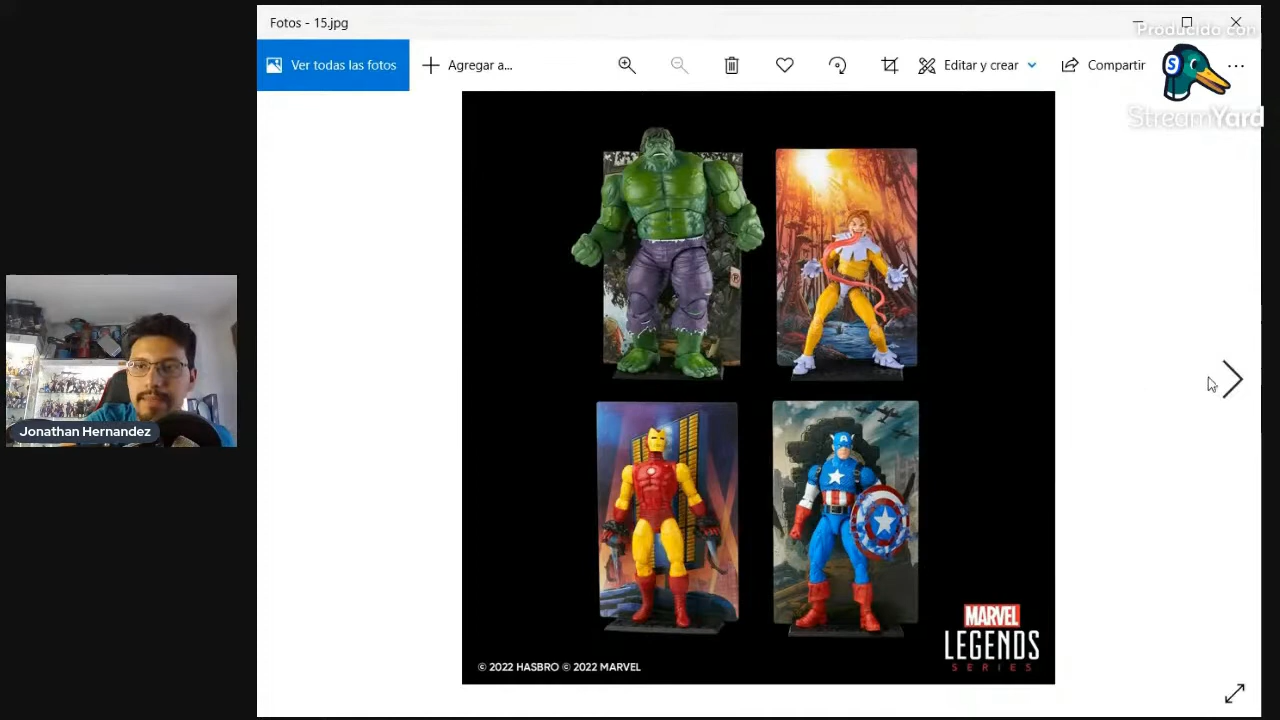 Fotos - 15.jpg
Producido con
Ver todas las fotos
Agregar a...
Editar y crear
Compartir
S
StreamYard
Jonathan Hernandez
MARVEL
LEGENDS
SERIES
© 2022 HASBRO © 2022 MARVEL